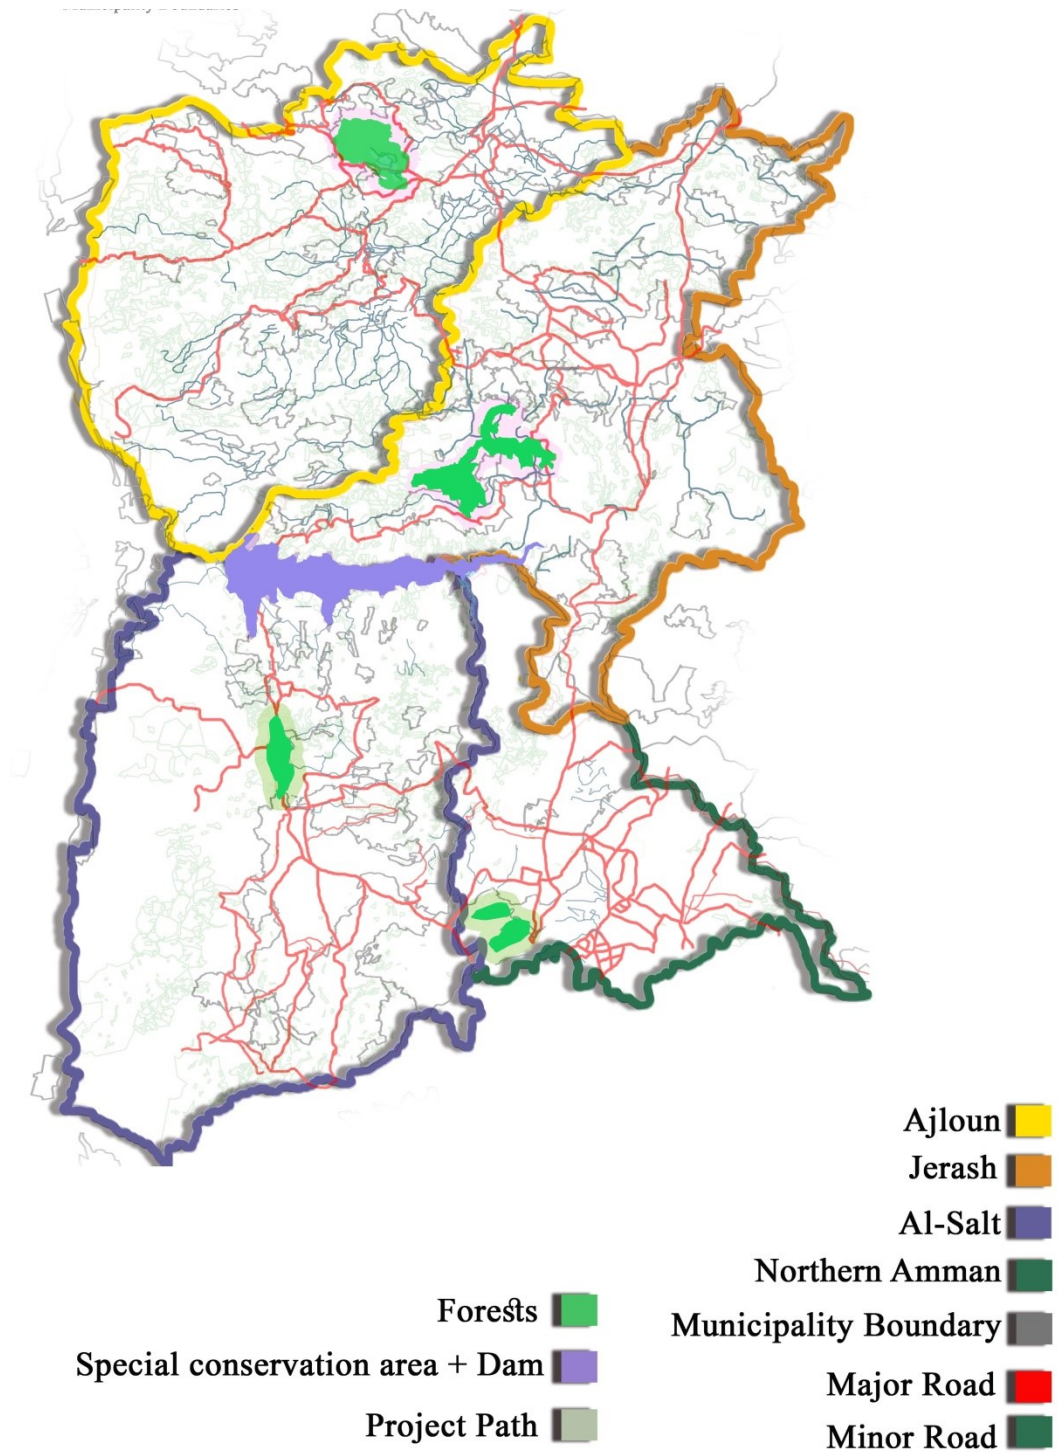 Ajloun
Jerash
Al-Salt
Northern Amman
Municipality Boundary
Major Road
Minor Road
Forests
Special conservation area + Dam
Project Path